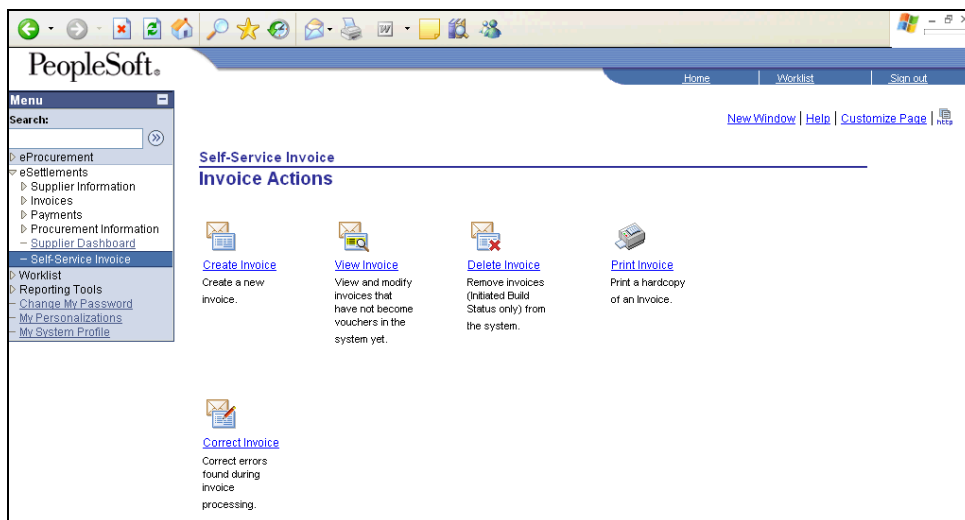 PeopleSoft®
Home Worklist Sign out
Menu
Search:
New Window | Help | Customize Page | http
eProcurement
eSettlements
Supplier Information
Invoices
Payments
Procurement Information
Supplier Dashboard
Self-Service Invoice
Worklist
Reporting Tools
Change My Password
My Personalizations
My System Profile
Self-Service Invoice
Invoice Actions
Create Invoice
Create a new
invoice.
View Invoice
View and modify
invoices that
have not become
vouchers in the
system yet.
Delete Invoice
Remove invoices
(Initiated Build
Status only) from
the system.
Print Invoice
Print a hardcopy
of an Invoice.
Correct Invoice
Correct errors
found during
invoice
processing.